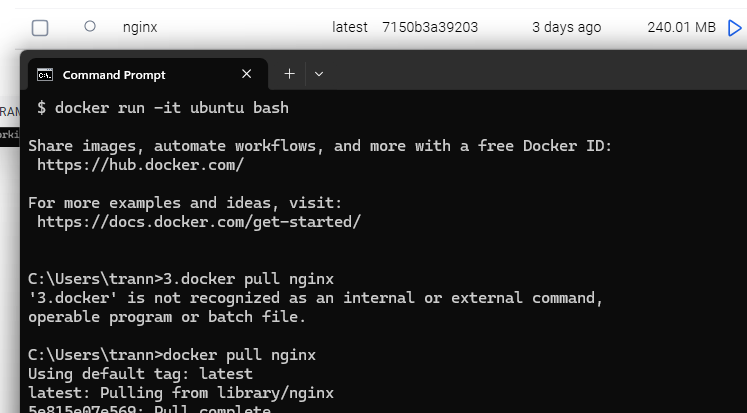 nginx latest 7150b3a39203 3 days ago 240.01 MB
Command Prompt
$ docker run -it ubuntu bash
Share images, automate workflows, and more with a free Docker ID:
https://hub.docker.com/
For more examples and ideas, visit:
https://docs.docker.com/get-started/
C:\Users\trann>3.docker pull nginx
'3.docker' is not recognized as an internal or external command,
operable program or batch file.
C:\Users\trann>docker pull nginx
Using default tag: latest
latest: Pulling from library/nginx
5e815e07e569: Pull complete